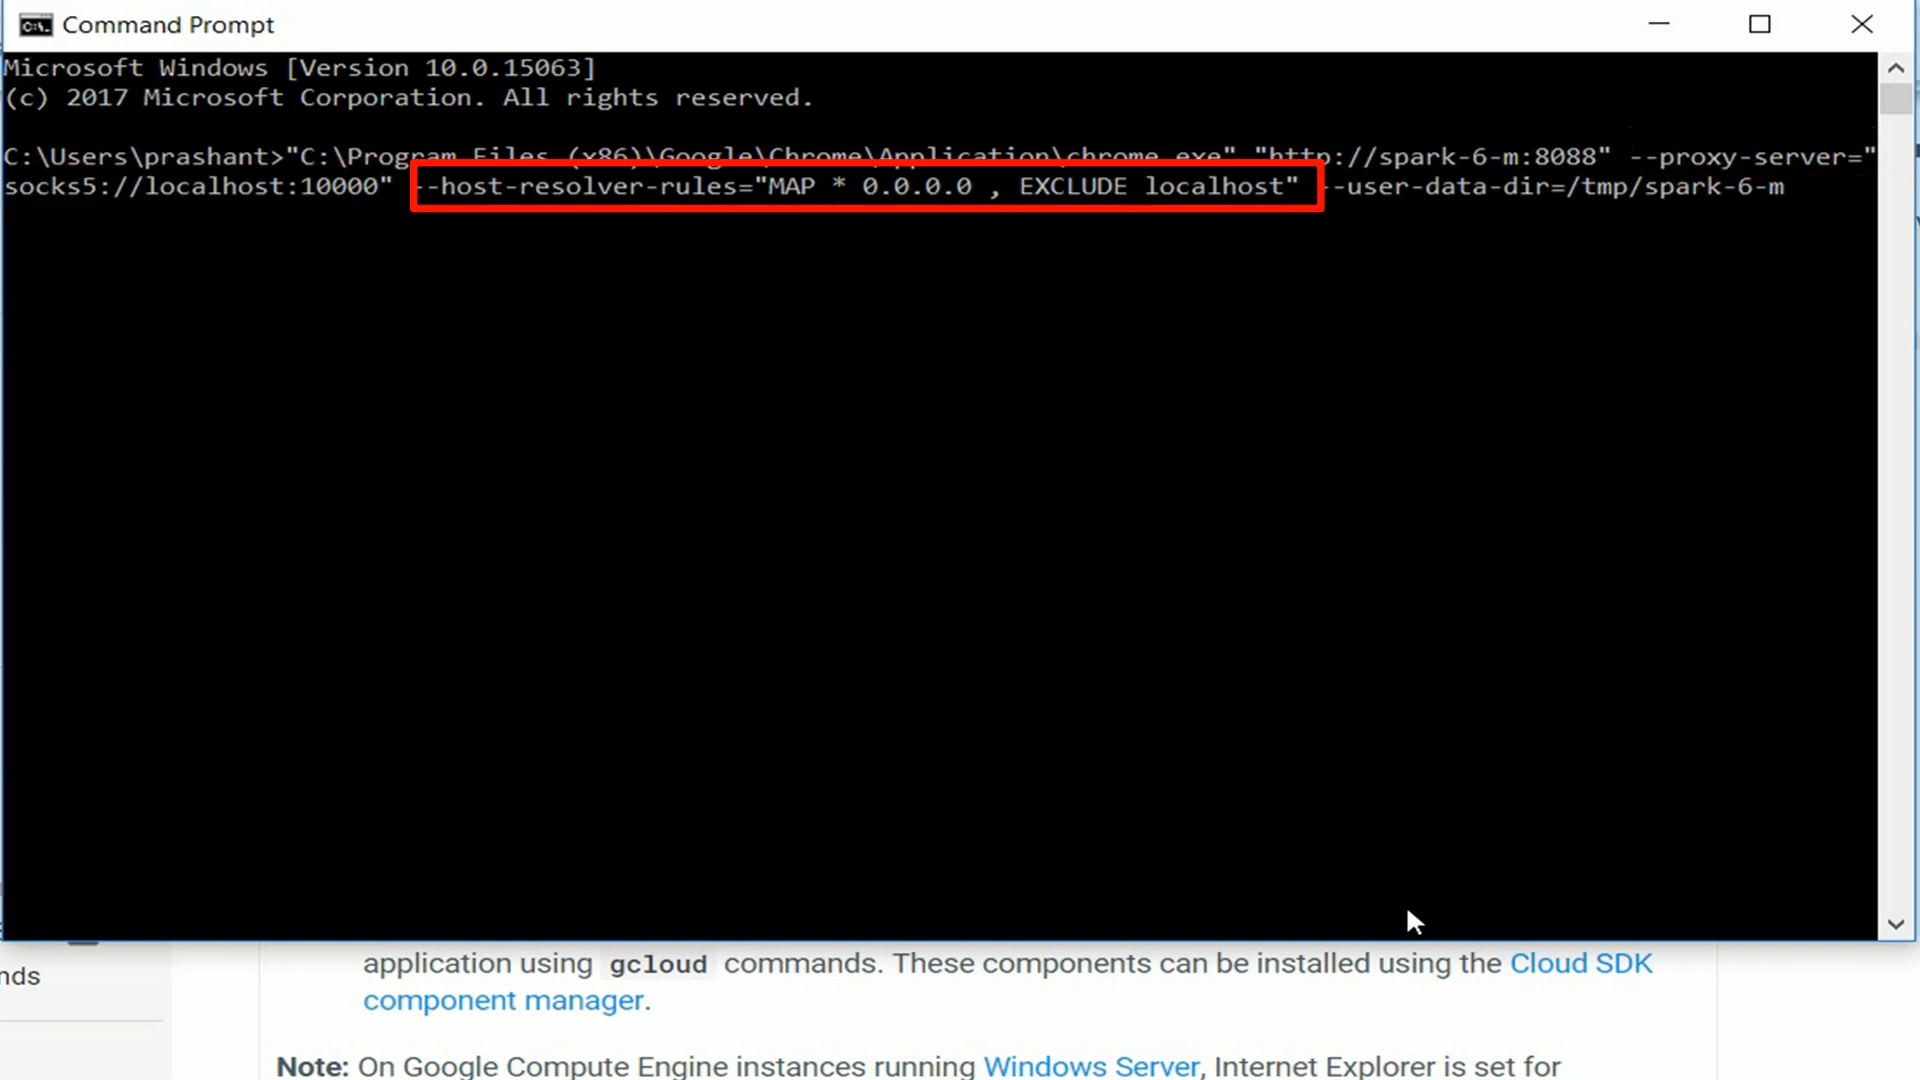 Command Prompt
Microsoft Windows [Version 10.0.15063]
(c) 2017 Microsoft Corporation. All rights reserved.
C:\Users\prashant>"C:\Program Files (x86)\Google\Chrome\Application\chrome.exe" "http://spark-6-m:8088" --proxy-server="
socks5://localhost:10000" --host-resolver-rules="MAP * 0.0.0.0 , EXCLUDE localhost" --user-data-dir=/tmp/spark-6-m
application using gcloud commands. These components can be installed using the Cloud SDK
nds
component manager.
Note: On Google Compute Engine instances running Windows Server, Internet Explorer is set for